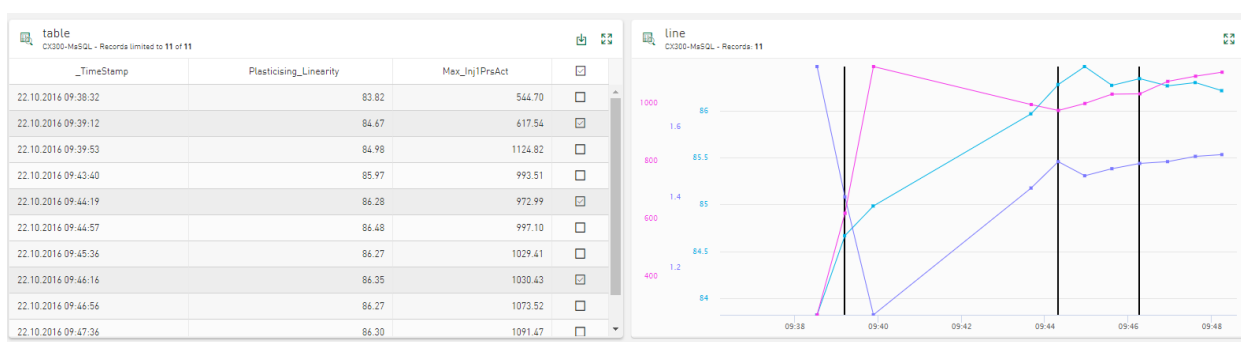 table
CX300-MsSQL - Records limited to 11 of 11
_TimeStamp Plasticising_Linearity Max_Inj1PrsAct
22.10.2016 09:38:32 83.82 544.70
22.10.2016 09:39:12 84.67 617.54
22.10.2016 09:39:53 84.98 1124.82
22.10.2016 09:43:40 85.97 993.51
22.10.2016 09:44:19 86.28 972.99
22.10.2016 09:44:57 86.48 997.10
22.10.2016 09:45:36 86.27 1029.41
22.10.2016 09:46:16 86.35 1030.43
22.10.2016 09:46:56 86.27 1073.52
22.10.2016 09:47:36 86.30 1091.47
line
CX300-MsSQL - Records: 11
1000
86
1.6
800
85.5
1.4
85
600
84.5
1.2
400
84
09:38 09:40 09:42 09:44 09:46 09:48